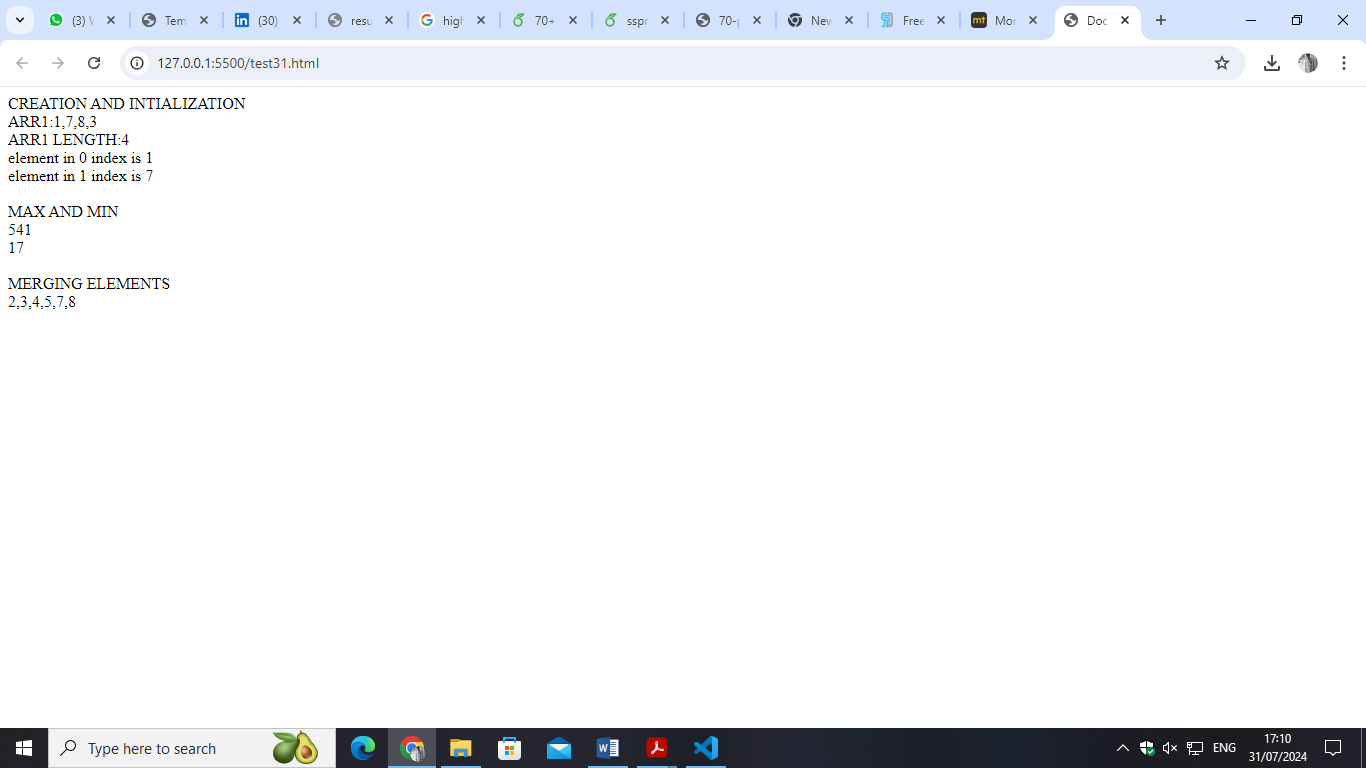 (3) W
Tem
(30)
resu
high
70+
sspr
70-p
New
Free
Mor
Doc
127.0.0.1:5500/test31.html
CREATION AND INTIALIZATION
ARR1:1,7,8,3
ARR1 LENGTH:4
element in 0 index is 1
element in 1 index is 7
MAX AND MIN
541
17
MERGING ELEMENTS
2,3,4,5,7,8
Type here to search
ENG
17:10
31/07/2024